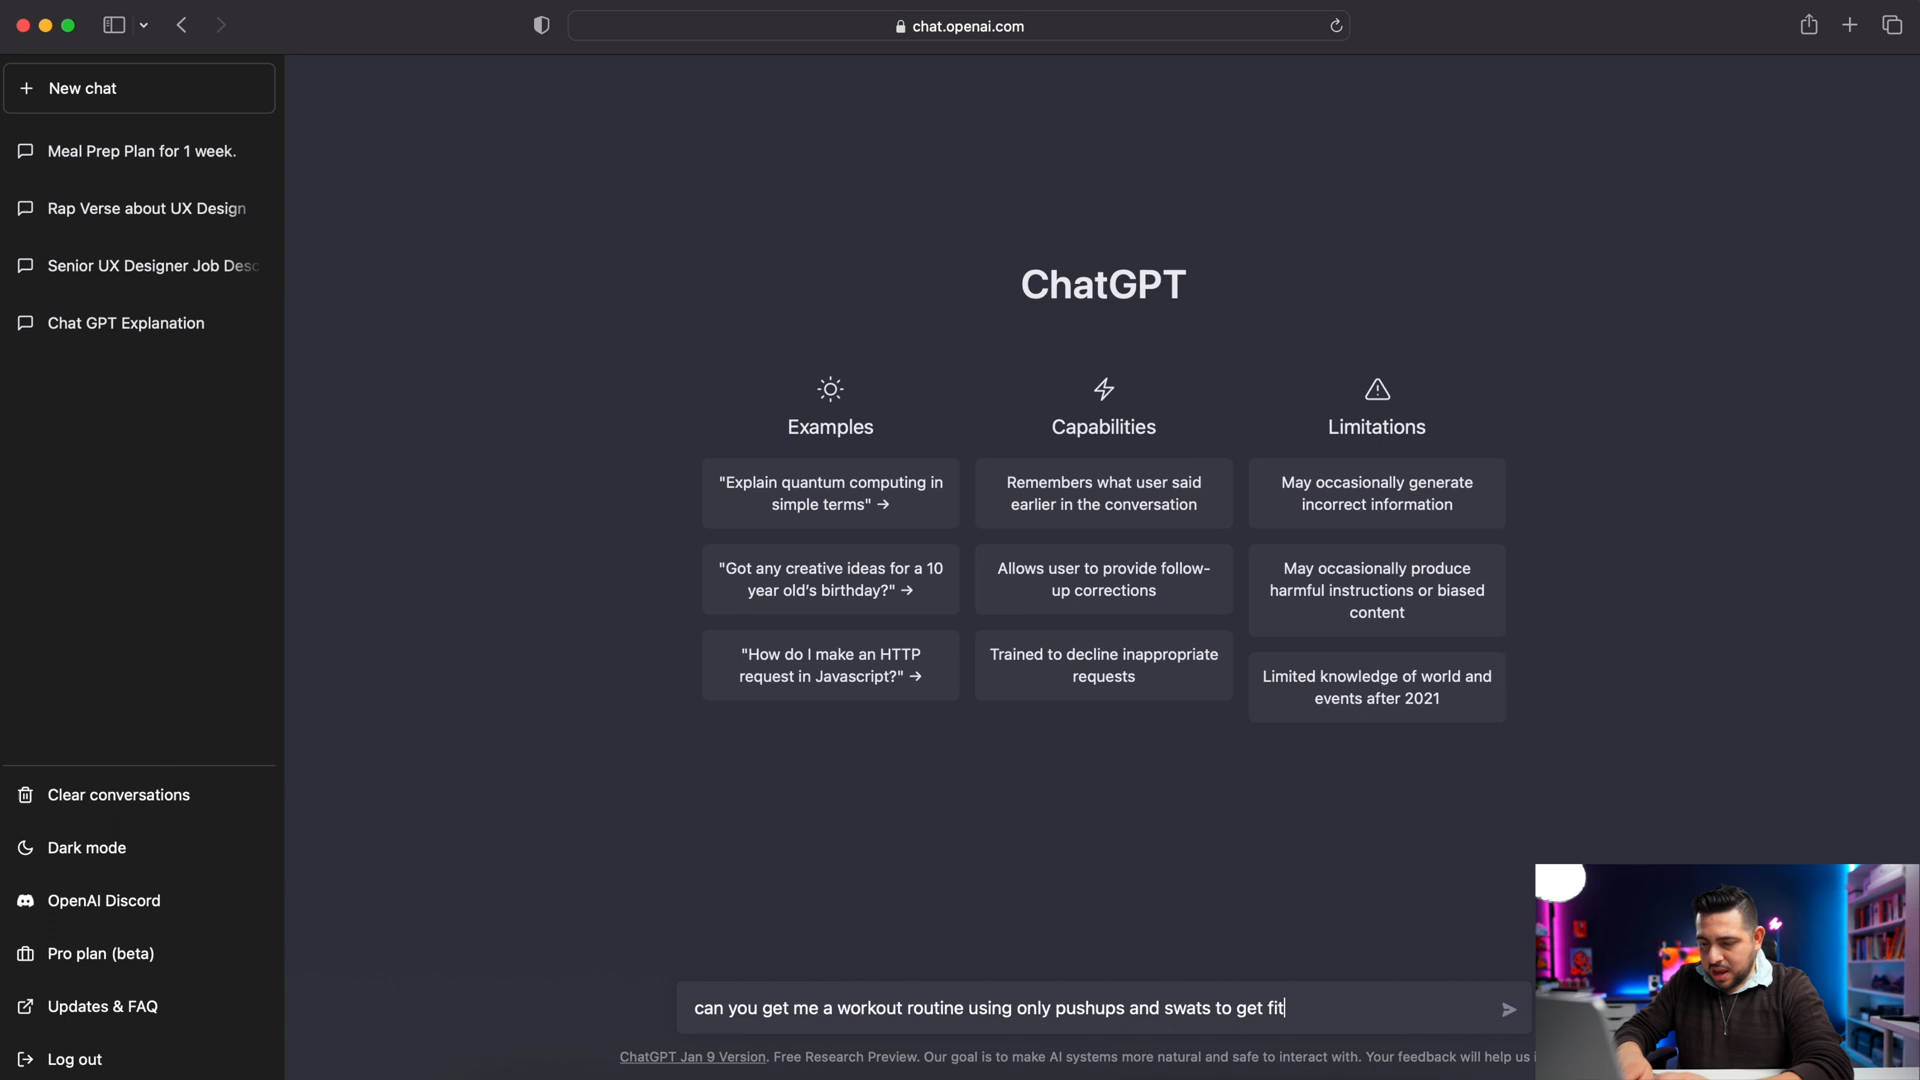 chat.openai.com
New chat
Meal Prep Plan for 1 week.
Rap Verse about UX Design
Senior UX Designer Job Desc
Chat GPT Explanation
ChatGPT
Examples
Capabilities
Limitations
"Explain quantum computing in
simple terms" →
Remembers what user said
earlier in the conversation
May occasionally generate
incorrect information
"Got any creative ideas for a 10
year old's birthday?" →
Allows user to provide follow-
up corrections
May occasionally produce
harmful instructions or biased
content
"How do I make an HTTP
request in Javascript?" →
Trained to decline inappropriate
requests
Limited knowledge of world and
events after 2021
Clear conversations
Dark mode
OpenAI Discord
Pro plan (beta)
Updates & FAQ
Log out
can you get me a workout routine using only pushups and swats to get fit
ChatGPT Jan 9 Version. Free Research Preview. Our goal is to make AI systems more natural and safe to interact with. Your feedback will help us